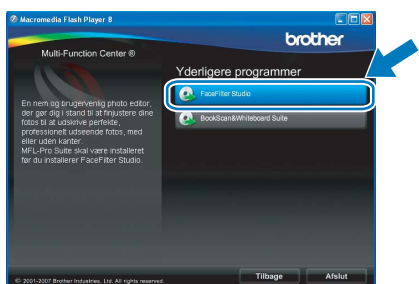 Macromedia Flash Player 8
brother
Multi-Function Center ®
Yderligere programmer
FaceFilter Studio
BookScan&Whiteboard Suite
En nem og brugervenlig photo editor,
der gør dig i stand til at finjustere dine
fotos til at udskrive perfekte,
professionelt udseende fotos, med
eller uden kanter.
MFL-Pro Suite skal være installeret
før du installerer FaceFilter Studio.
© 2001-2007 Brother Industries, Ltd. All rights reserved.
Tilbage
Afslut